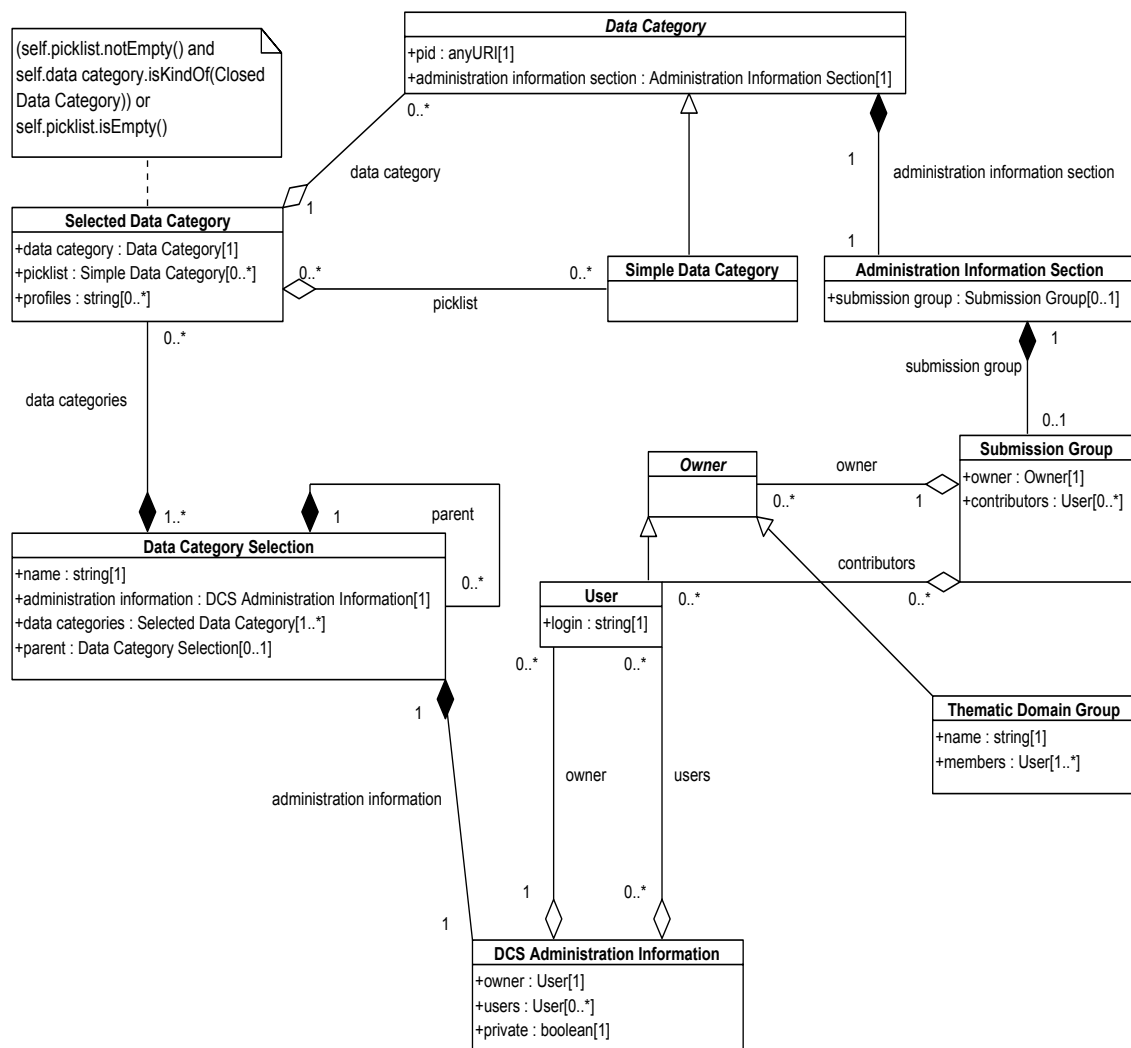 Data Category
+pid : anyURI[1]
+administration information section : Administration Information Section[1]
(self.picklist.notEmpty() and
self.data category.isKindOf(Closed
Data Category)) or
self.picklist.isEmpty()
0..*
data category
1
1
administration information section
1
Selected Data Category
+data category : Data Category[1]
+picklist : Simple Data Category[0..*]
+profiles : string[0..*]
0..*
0..*
picklist
Simple Data Category
Administration Information Section
+submission group : Submission Group[0..1]
0..*
data categories
1
submission group
0..1
Owner
owner
0..*
1
Submission Group
+owner : Owner[1]
+contributors : User[0..*]
1..*
1
parent
0..*
Data Category Selection
+name : string[1]
+administration information : DCS Administration Information[1]
+data categories : Selected Data Category[1..*]
+parent : Data Category Selection[0..1]
contributors
0..*
0..*
User
+login : string[1]
0..*
0..*
Thematic Domain Group
+name : string[1]
+members : User[1..*]
1
administration information
1
owner
users
1
0..*
DCS Administration Information
+owner : User[1]
+users : User[0..*]
+private : boolean[1]